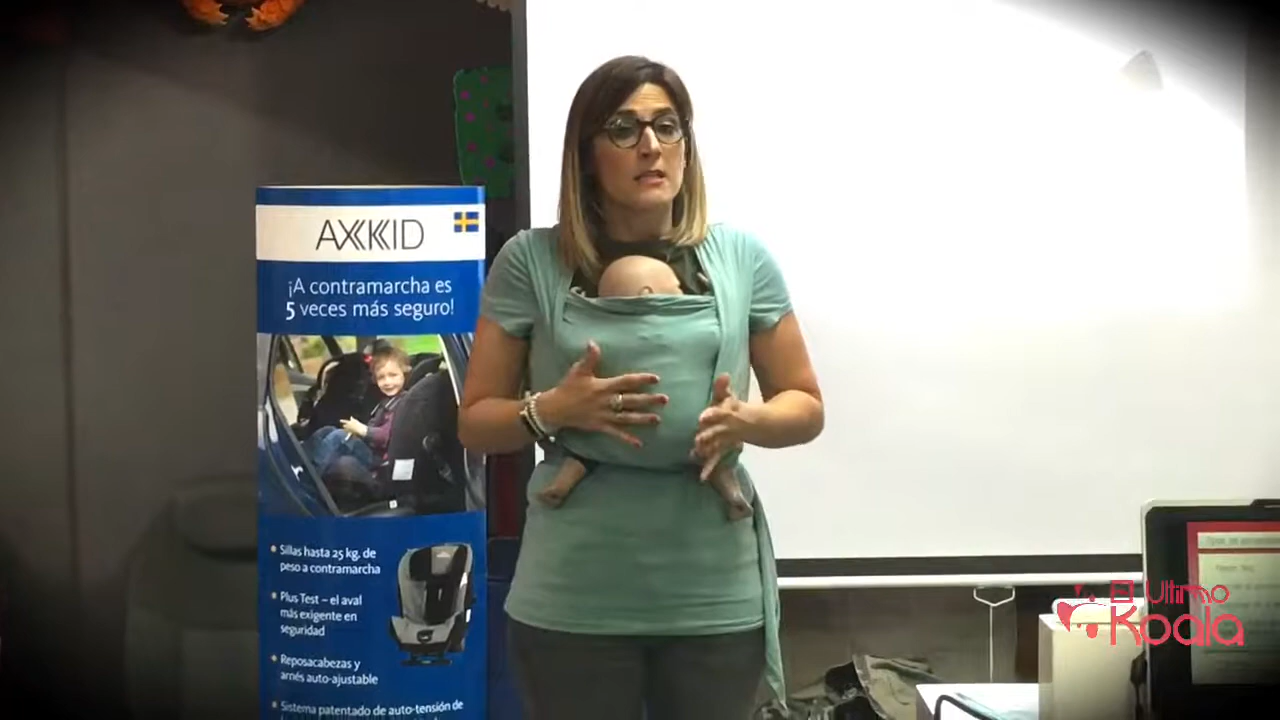 AXKID
¡A contramarcha es
5 veces más seguro!
Sillas hasta 25 kg. de
peso a contramarcha
Plus Test – el aval
más exigente en
seguridad
Reposacabezas y
arnés auto-ajustable
Sistema patentado de auto-tensión de
El Ultimo
Koala